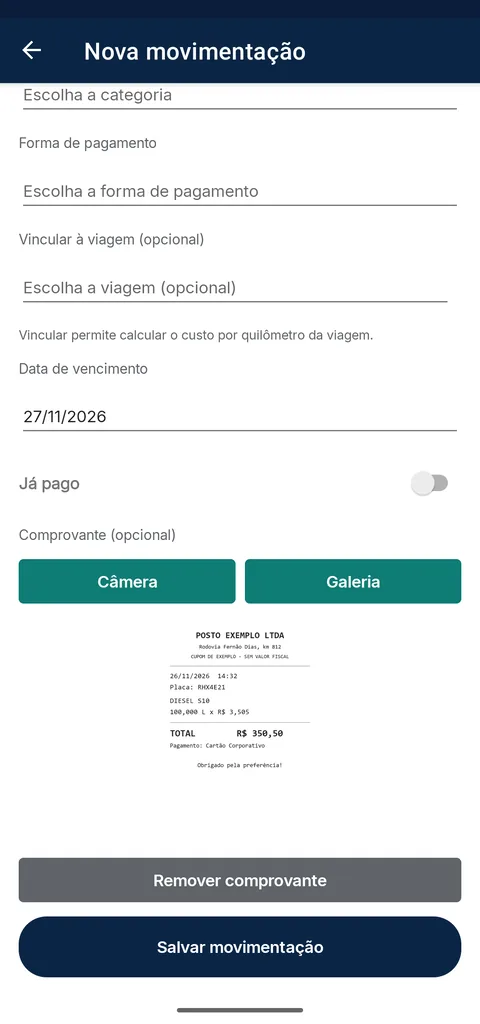 Nova movimentação
Escolha a categoria
Forma de pagamento
Escolha a forma de pagamento
Vincular à viagem (opcional)
Escolha a viagem (opcional)
Vincular permite calcular o custo por quilômetro da viagem.
Data de vencimento
27/11/2026
Já pago
Comprovante (opcional)
Câmera
Galeria
POSTO EXEMPLO LTDA
Rodovia Fernão Dias, km 812
CUPOM DE EXEMPLO - SEM VALOR FISCAL
26/11/2026 14:32
Placa: RHX4E21
DIESEL S10
100,000 L x R$ 3,505
TOTAL R$ 350,50
Pagamento: Cartão Corporativo
Obrigado pela preferência!
Remover comprovante
Salvar movimentação